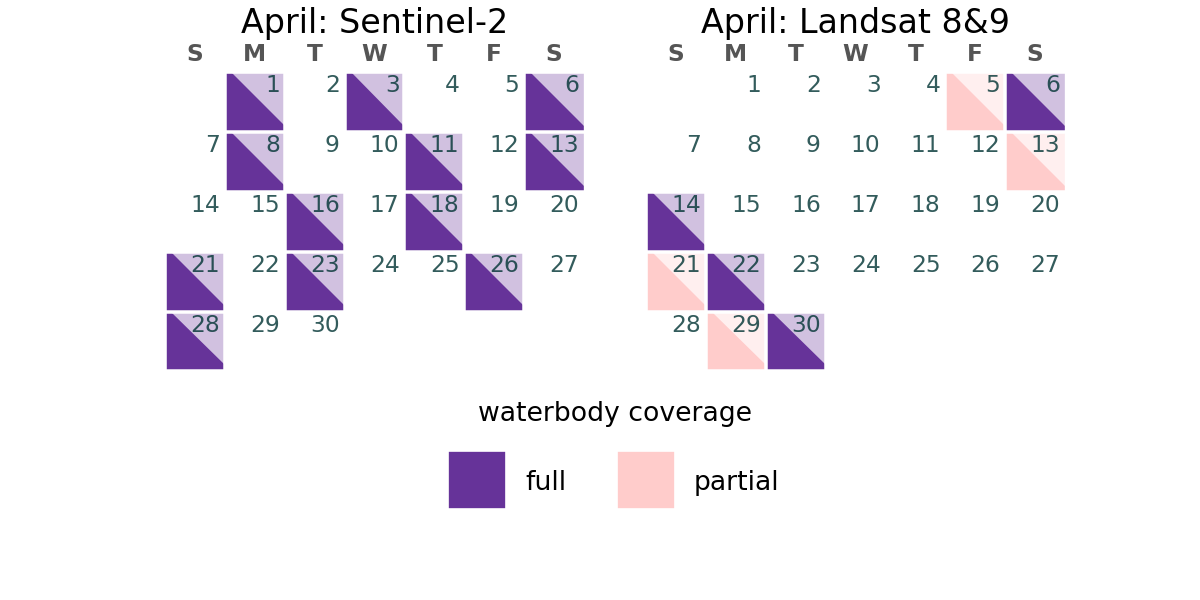 April: Sentinel-2
S M T W T F S
1 2 3 4 5 6
7 8 9 10 11 12 13
14 15 16 17 18 19 20
21 22 23 24 25 26 27
28 29 30
April: Landsat 8&9
S M T W T F S
1 2 3 4 5 6
7 8 9 10 11 12 13
14 15 16 17 18 19 20
21 22 23 24 25 26 27
28 29 30
waterbody coverage
full partial